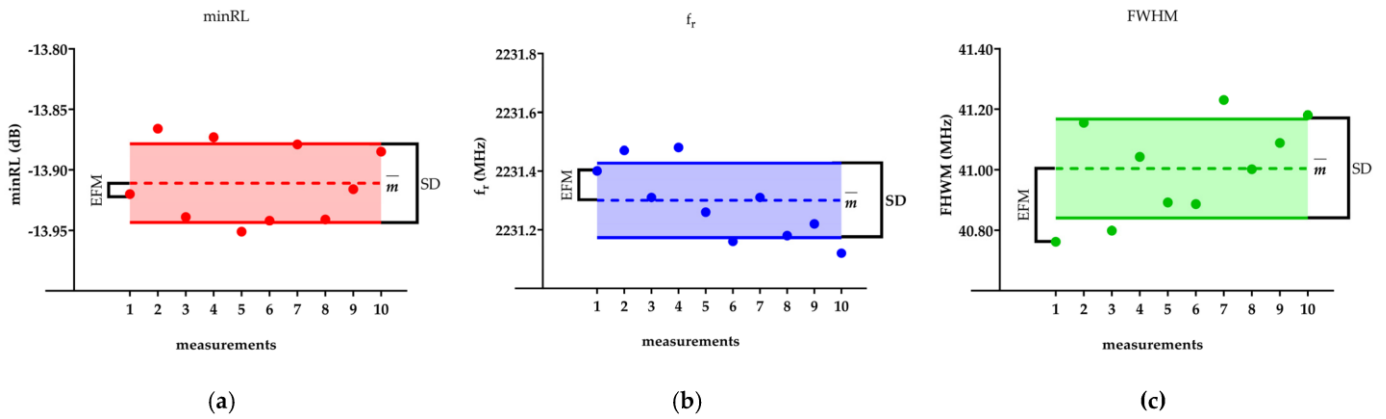 minRL
minRL (dB)
-13.80
-13.85
-13.90
-13.95
EFM
m
SD
1 2 3 4 5 6 7 8 9 10
measurements
(a)
f_r
f_r (MHz)
2231.8
2231.6
2231.4
2231.2
EFM
m
SD
1 2 3 4 5 6 7 8 9 10
measurements
(b)
FWHM
FHWM (MHz)
41.40
41.20
41.00
40.80
EFM
m
SD
1 2 3 4 5 6 7 8 9 10
measurements
(c)